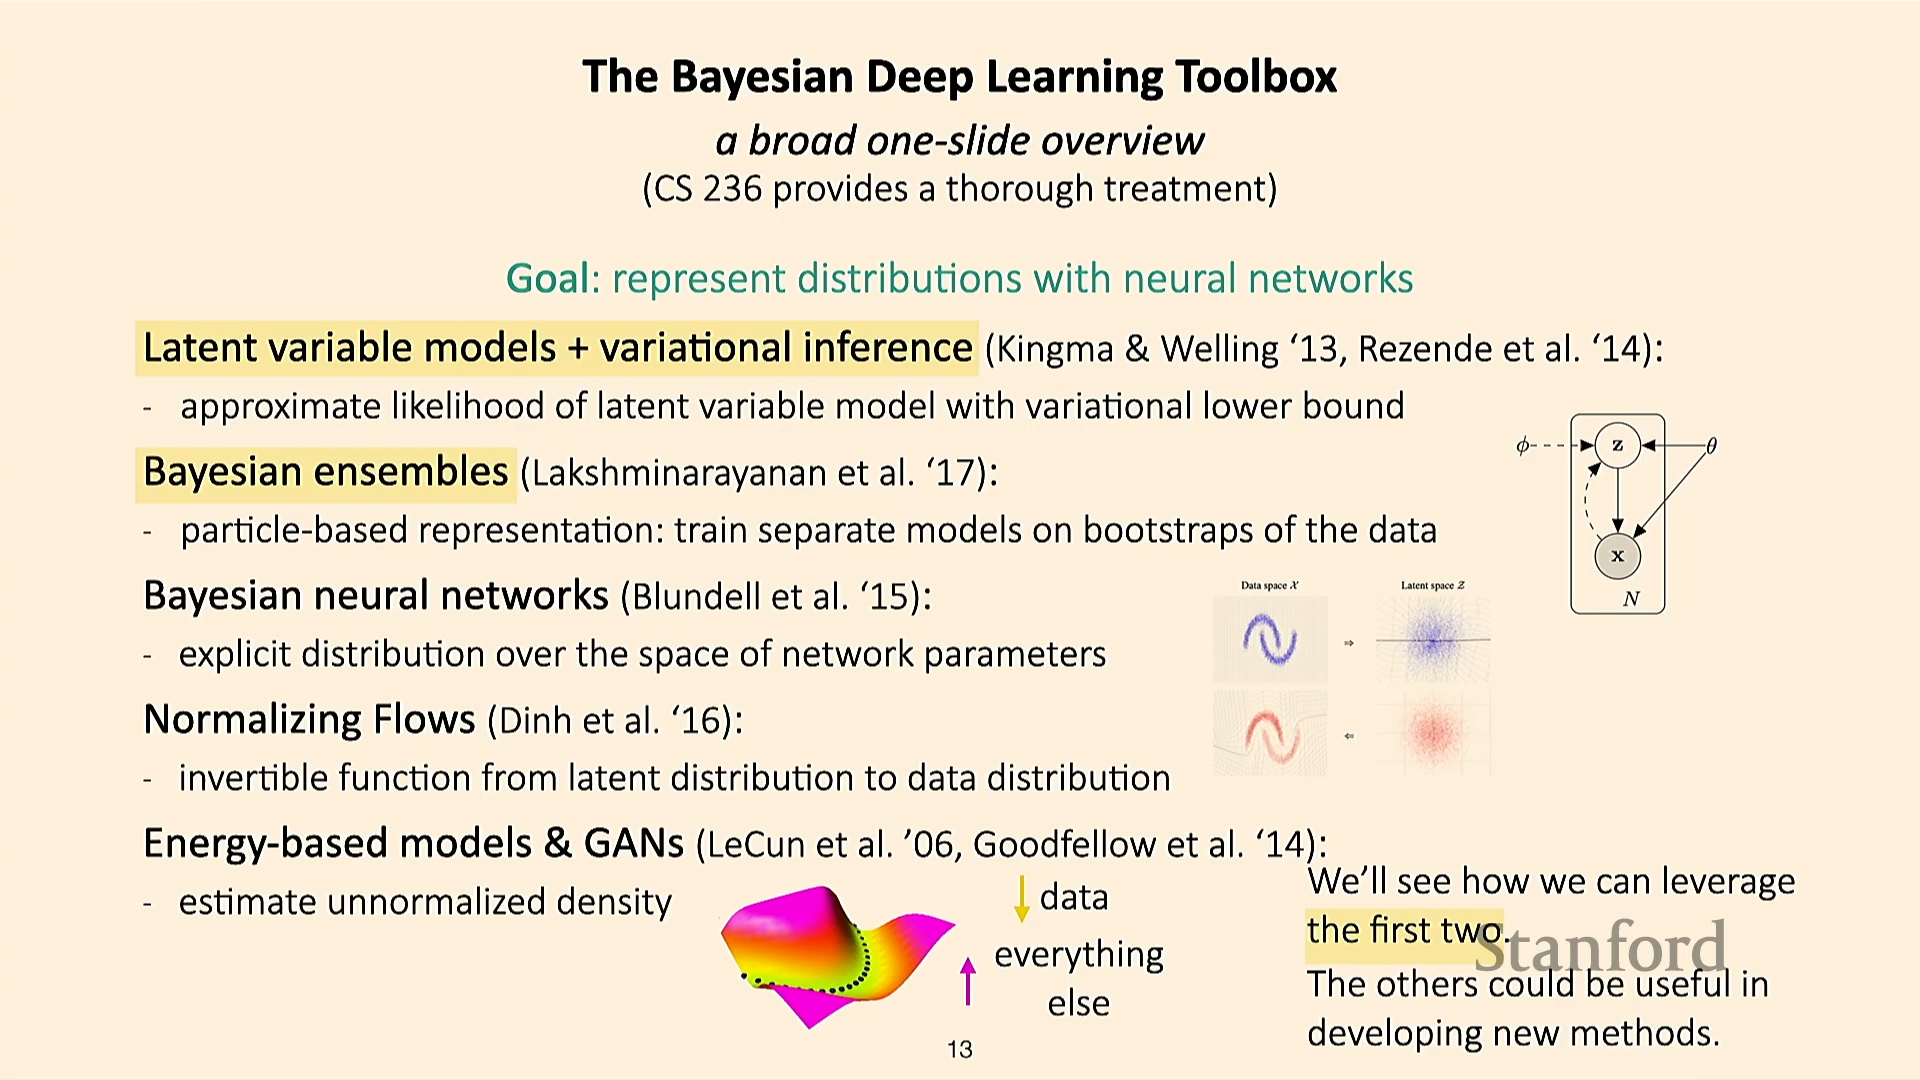 The Bayesian Deep Learning Toolbox
a broad one-slide overview
(CS 236 provides a thorough treatment)
Goal: represent distributions with neural networks
Latent variable models + variational inference (Kingma & Welling ‘13, Rezende et al. ‘14):
- approximate likelihood of latent variable model with variational lower bound
Bayesian ensembles (Lakshminarayanan et al. ‘17):
- particle-based representation: train separate models on bootstraps of the data
Bayesian neural networks (Blundell et al. ‘15):
- explicit distribution over the space of network parameters
Normalizing Flows (Dinh et al. ‘16):
- invertible function from latent distribution to data distribution
Energy-based models & GANs (LeCun et al. ’06, Goodfellow et al. ‘14):
- estimate unnormalized density
data
everything
else
ϕ
z
θ
x
N
Data space 𝒳
Latent space 𝒵
⇒
⇐
We’ll see how we can leverage
the first two.
The others could be useful in
developing new methods.
Stanford
13